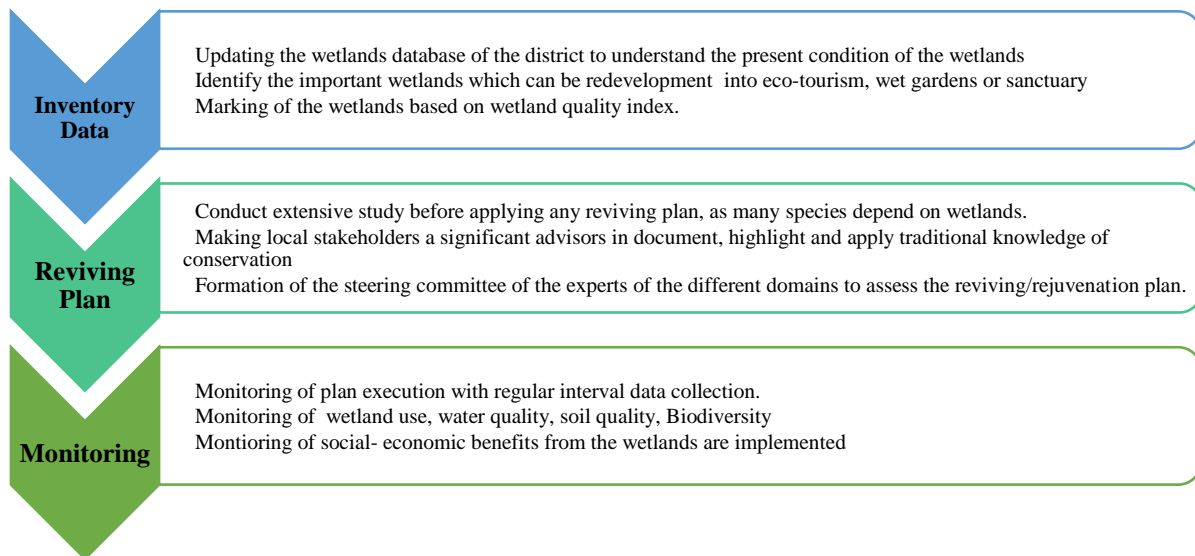 Inventory
Data
Updating the wetlands database of the district to understand the present condition of the wetlands
Identify the important wetlands which can be redevelopment into eco-tourism, wet gardens or sanctuary
Marking of the wetlands based on wetland quality index.
Reviving
Plan
Conduct extensive study before applying any reviving plan, as many species depend on wetlands.
Making local stakeholders a significant advisors in document, highlight and apply traditional knowledge of
conservation
Formation of the steering committee of the experts of the different domains to assess the reviving/rejuvenation plan.
Monitoring
Monitoring of plan execution with regular interval data collection.
Monitoring of wetland use, water quality, soil quality, Biodiversity
Montioring of social- economic benefits from the wetlands are implemented